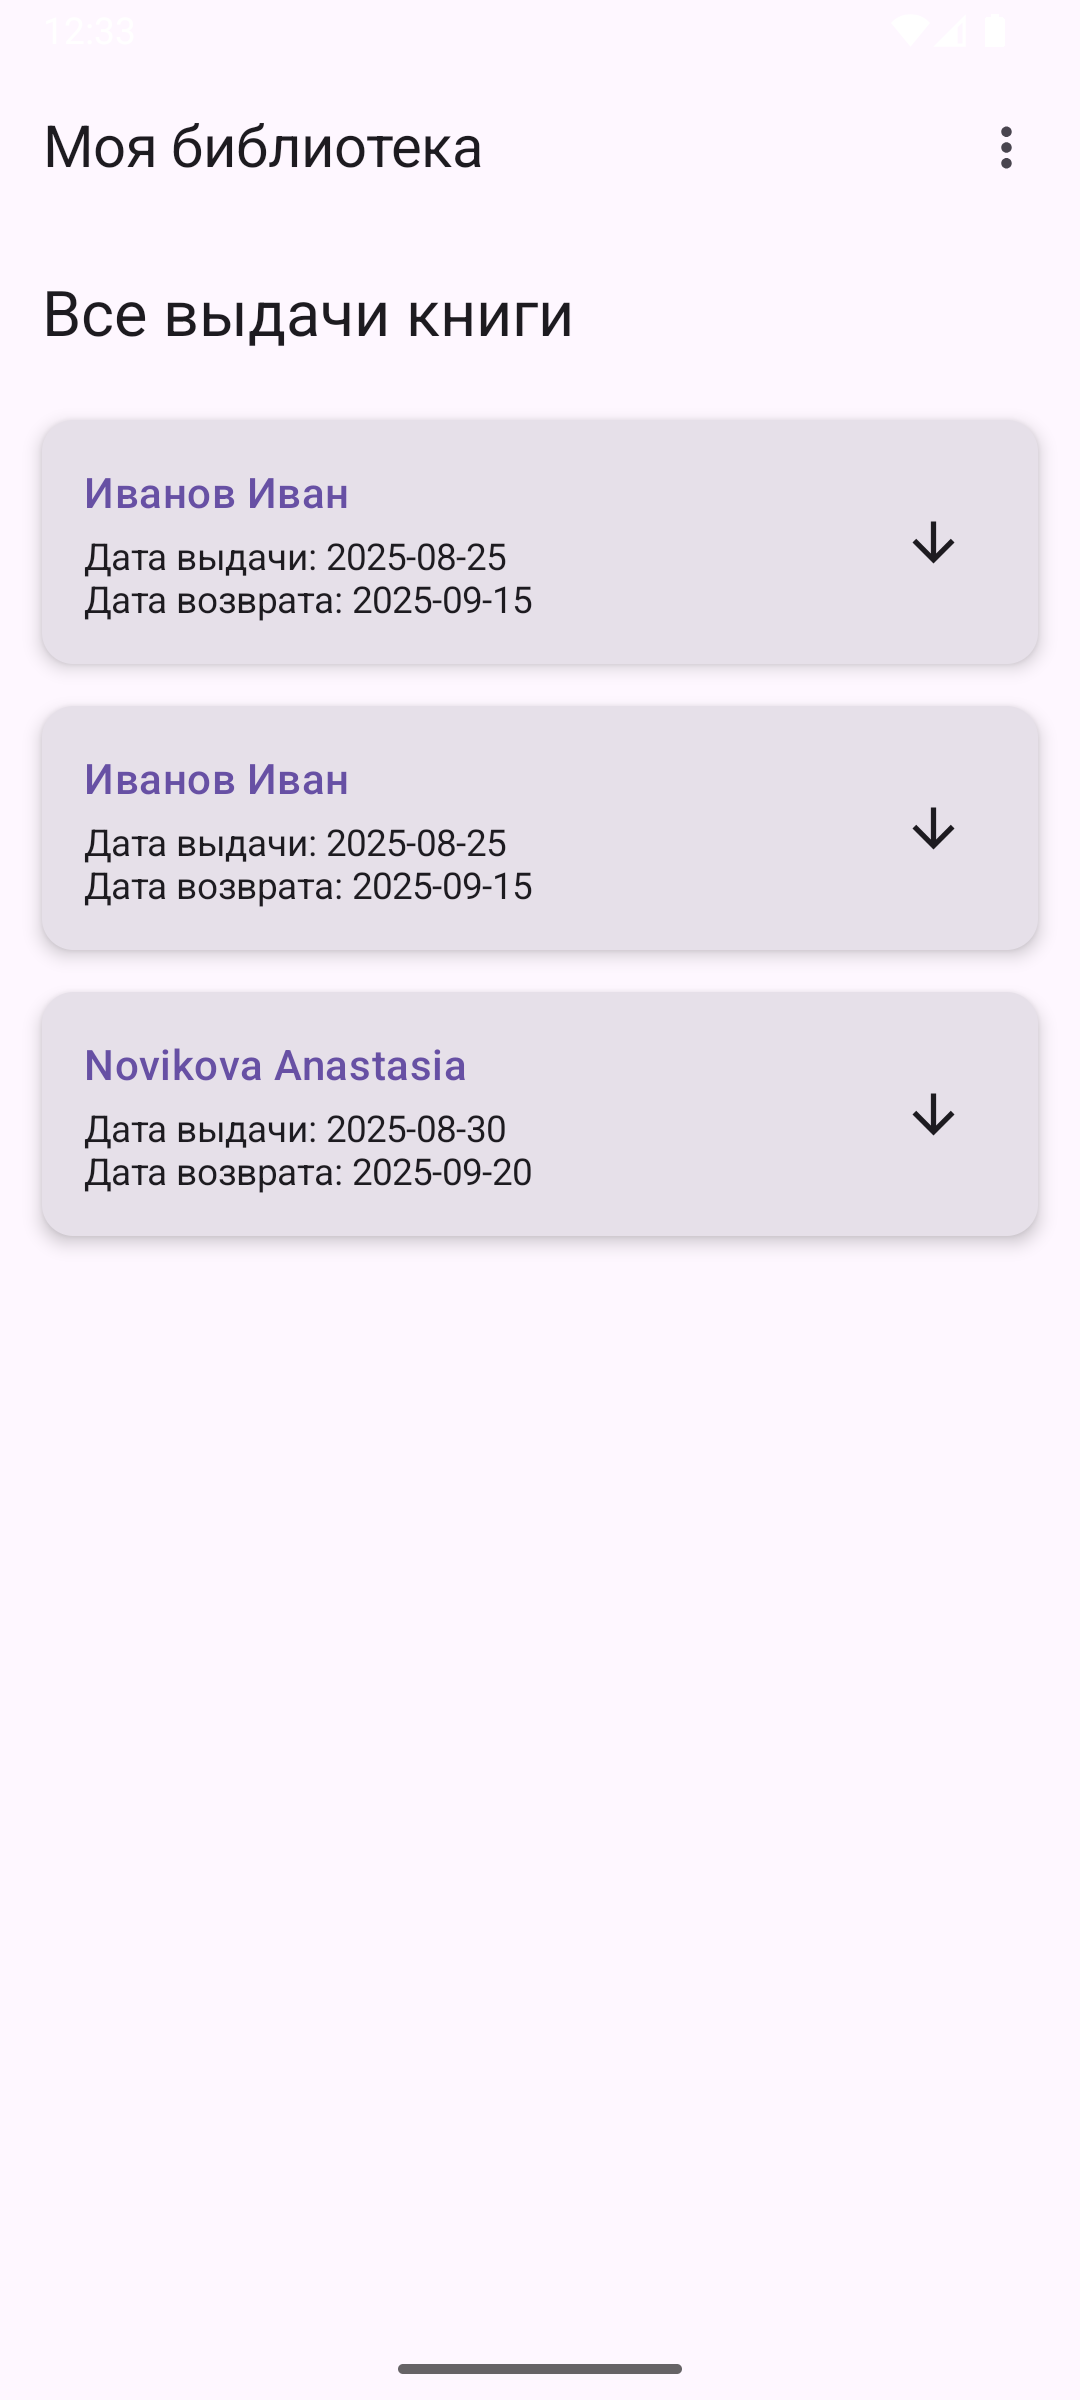 12:33
Моя библиотека
Все выдачи книги
Иванов Иван
Дата выдачи: 2025-08-25
Дата возврата: 2025-09-15
Иванов Иван
Дата выдачи: 2025-08-25
Дата возврата: 2025-09-15
Novikova Anastasia
Дата выдачи: 2025-08-30
Дата возврата: 2025-09-20